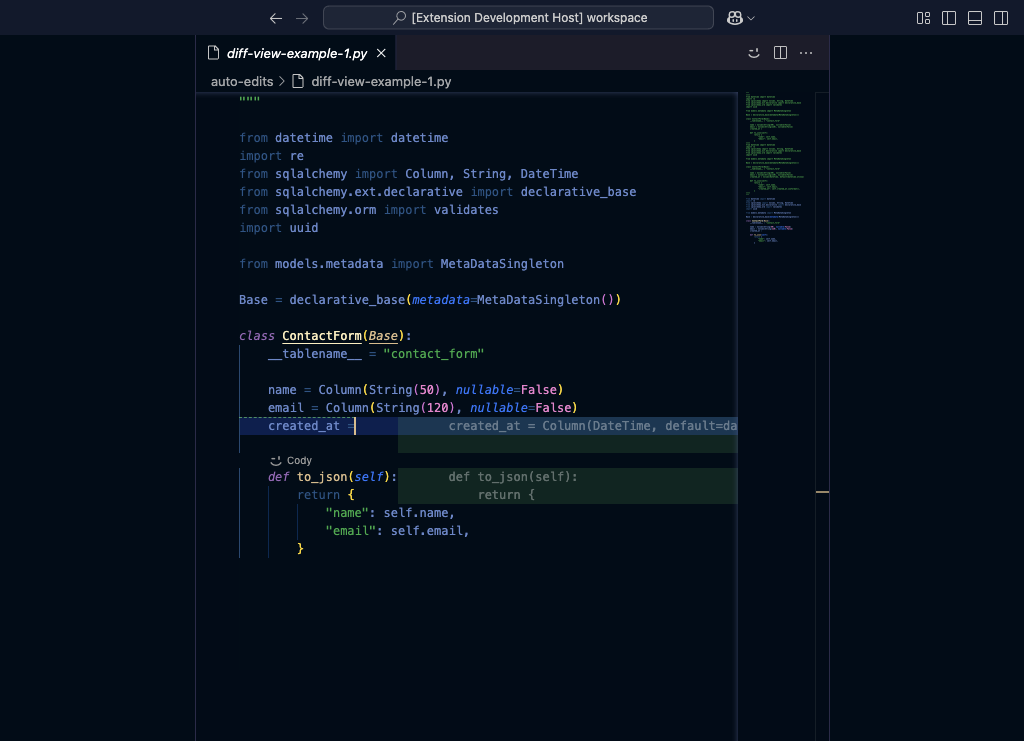 [Extension Development Host] workspace
diff-view-example-1.py
auto-edits > diff-view-example-1.py
"""
from datetime import datetime
import re
from sqlalchemy import Column, String, DateTime
from sqlalchemy.ext.declarative import declarative_base
from sqlalchemy.orm import validates
import uuid
from models.metadata import MetaDataSingleton
Base = declarative_base(metadata=MetaDataSingleton())
class ContactForm(Base):
__tablename__ = "contact_form"
name = Column(String(50), nullable=False)
email = Column(String(120), nullable=False)
created_at = created_at = Column(DateTime, default=da
Cody
def to_json(self): def to_json(self):
return { return {
"name": self.name,
"email": self.email,
}